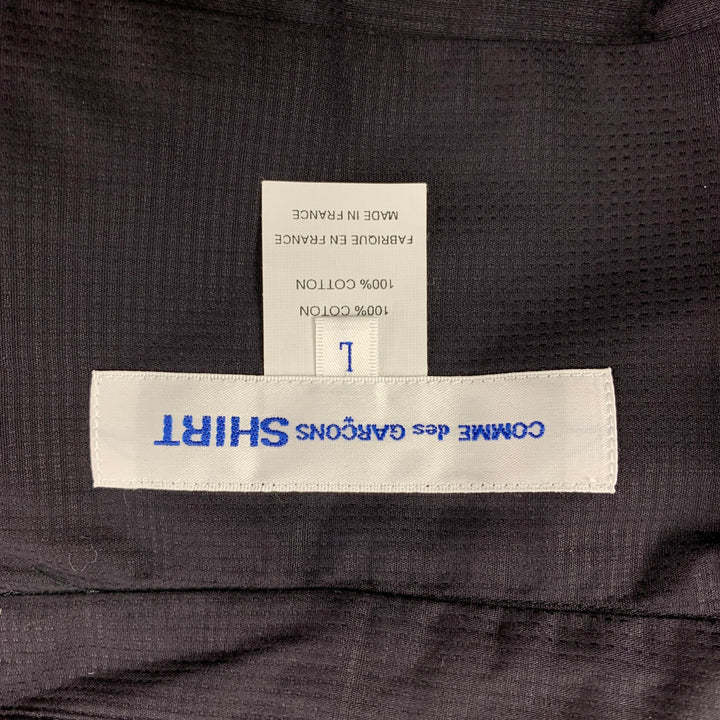 COMME des GARÇONS SHIRT
L
100% COTON
100% COTTON
FABRIQUE EN FRANCE
MADE IN FRANCE